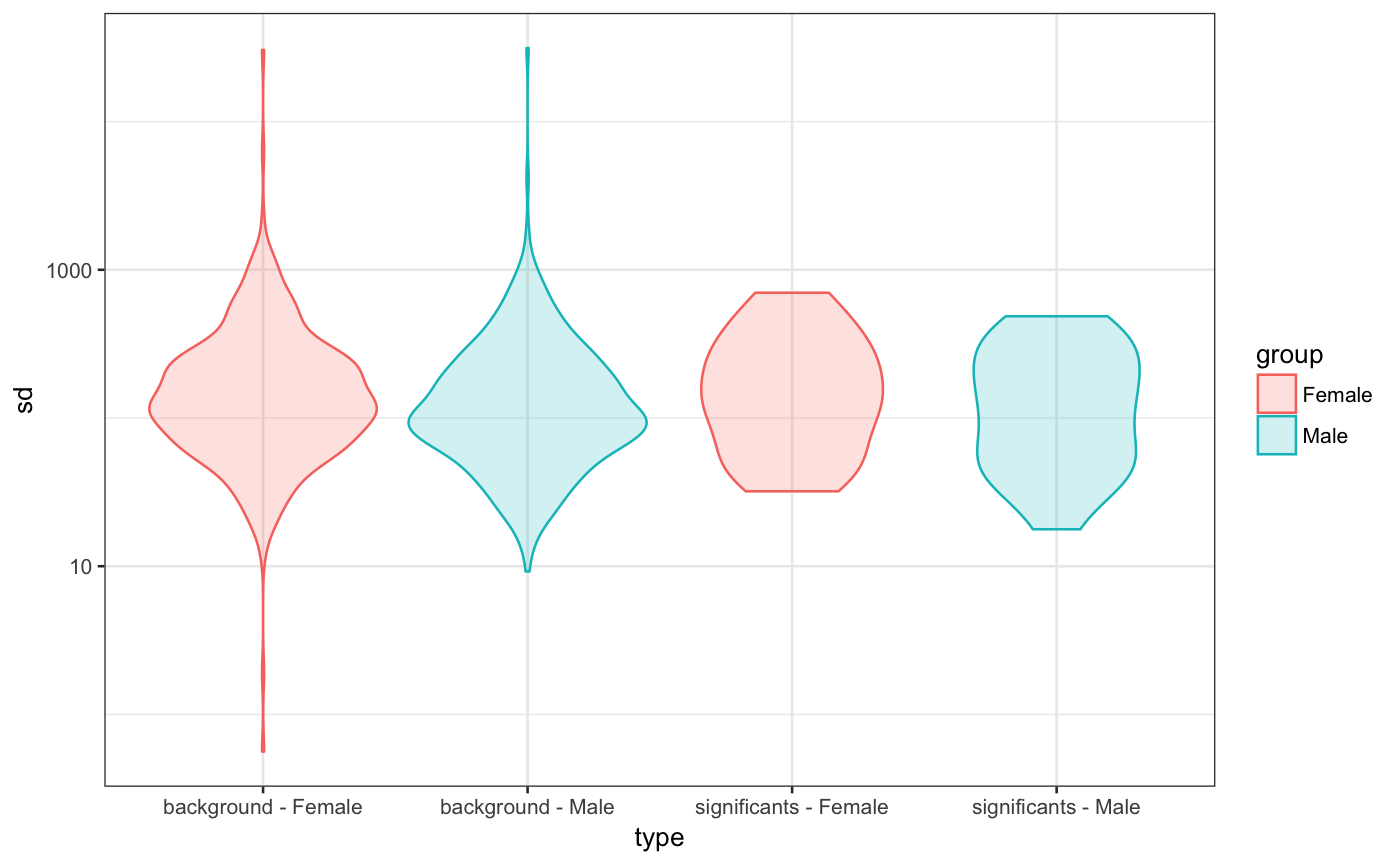 sd
1000
10
background - Female
background - Male
significants - Female
significants - Male
type
group
Female
Male